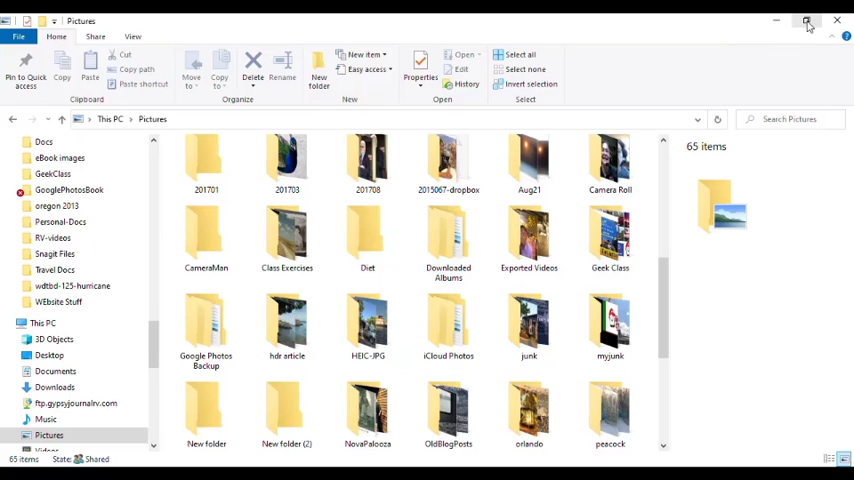 Pictures
File Home Share View
Pin to Quick access
Copy
Paste
Cut
Copy path
Paste shortcut
Move to
Copy to
Delete
Rename
New folder
New item
Easy access
Properties
Open
Edit
History
Select all
Select none
Invert selection
Clipboard Organize New Open Select
This PC > Pictures
Search Pictures
Docs
eBook images
GeekClass
GooglePhotosBook
oregon 2013
Personal-Docs
RV-videos
Snagit Files
Travel Docs
wdtbd-125-hurricane
WEbsite Stuff
This PC
3D Objects
Desktop
Documents
Downloads
ftp.gypsyjournalrv.com
Music
Pictures
Videos
201701 201703 201708 2015067-dropbox Aug21 Camera Roll
CameraMan Class Exercises Diet Downloaded Albums Exported Videos Geek Class
Google Photos Backup hdr article HEIC-JPG iCloud Photos junk myjunk
New folder New folder (2) NovaPalooza OldBlogPosts orlando peacock
65 items
65 items State: Shared